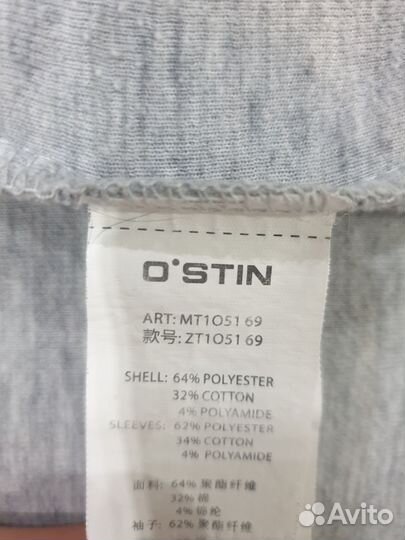 O'STIN
ART: MT1O51 69
款号: ZT1O51 69
SHELL: 64% POLYESTER
32% COTTON
4% POLYAMIDE
SLEEVES: 62% POLYESTER
34% COTTON
4% POLYAMIDE
面料: 64% 聚酯纤维
32% 棉
4% 锦纶
袖子: 62% 聚酯纤维
Avito